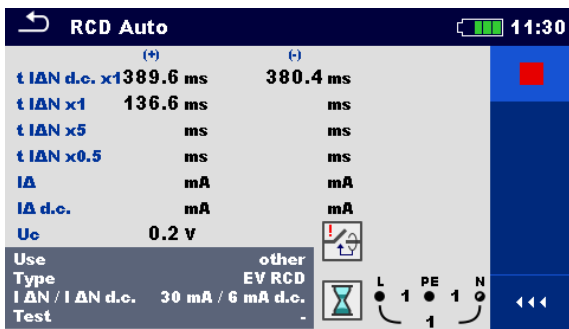 RCD Auto 11:30
(+) (-)
t IΔN d.c. x1 389.6 ms 380.4 ms
t IΔN x1 136.6 ms ms
t IΔN x5 ms ms
t IΔN x0.5 ms ms
IΔ mA mA
IΔ d.c. mA mA
Uc 0.2 V
Use other
Type EV RCD
I ΔN / I ΔN d.c. 30 mA / 6 mA d.c.
Test -
L PE N
1 1
1